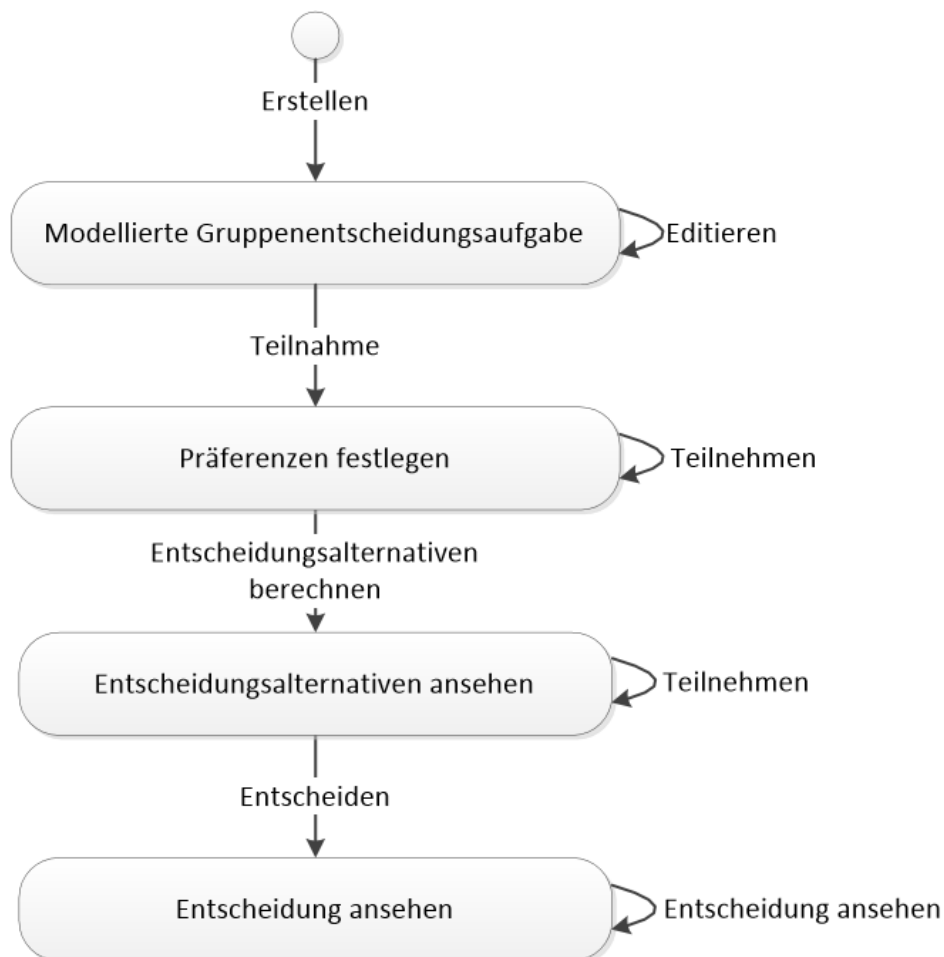 Erstellen
Modellierte Gruppenentscheidungsaufgabe
Editieren
Teilnahme
Präferenzen festlegen
Teilnehmen
Entscheidungsalternativen
berechnen
Entscheidungsalternativen ansehen
Teilnehmen
Entscheiden
Entscheidung ansehen
Entscheidung ansehen